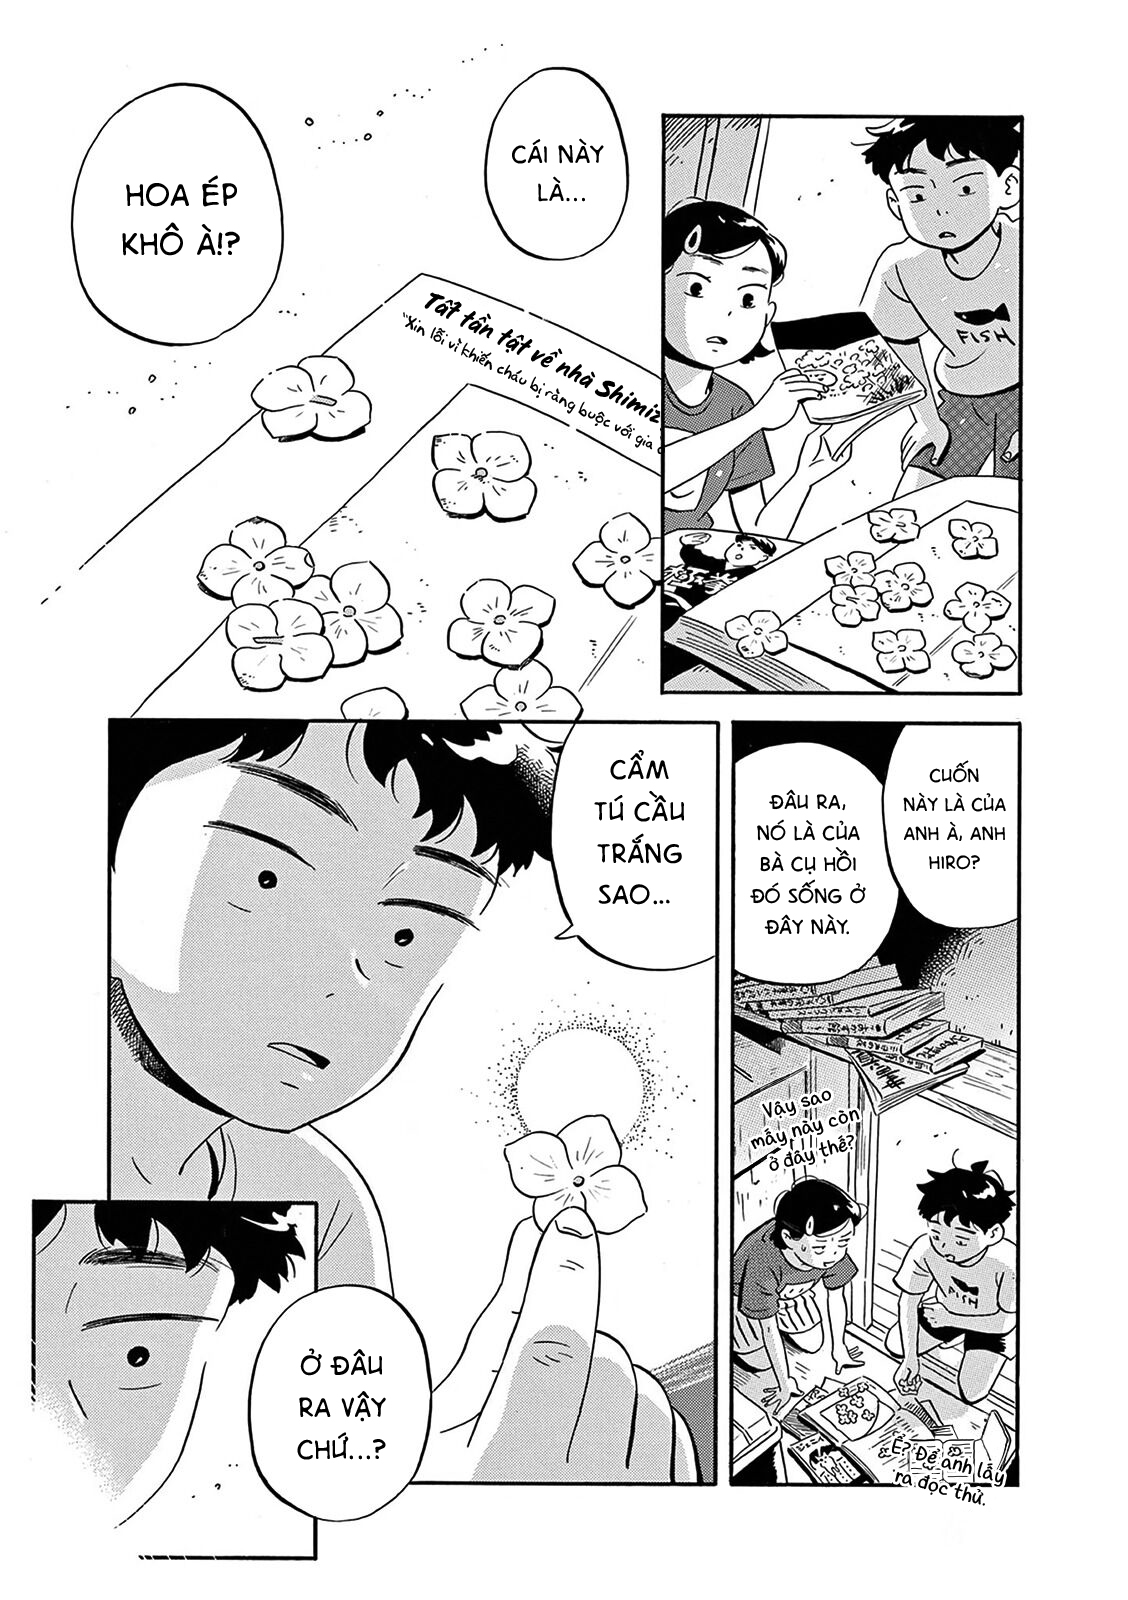 CÁI NÀY
LÀ...
HOA ÉP
KHÔ À!?
FISH
Tất tần tật về nhà Shimiz
"Xin lỗi vì khiến cháu bị ràng buộc với gia
CUỐN
NÀY LÀ CỦA
ANH À, ANH
HIRO?
ĐÂU RA,
NÓ LÀ CỦA
BÀ CỤ HỒI
ĐÓ SỐNG Ở
ĐÂY NÀY.
Vậy sao
mấy này còn
ở đây thế?
FISH
Ê? Để anh lấy
ra đọc thử.
CẨM
TÚ CẦU
TRẮNG
SAO...
Ở ĐÂU
RA VẬY
CHỨ...?